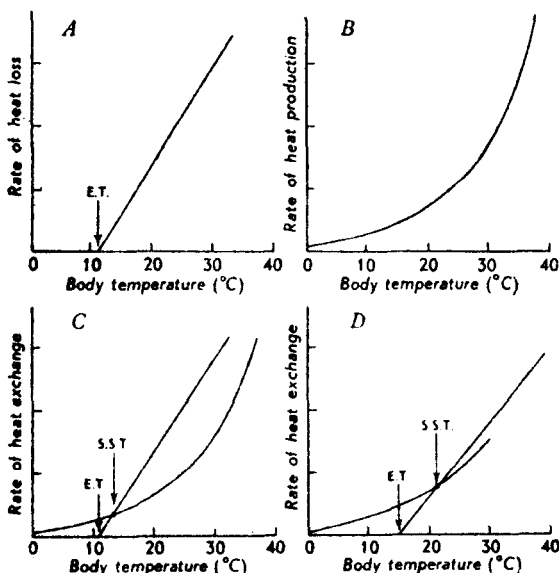 A
Rate of heat loss
E.T.
0 10 20 30 40
Body temperature (°C)
B
Rate of heat production
0 10 20 30 40
Body temperature (°C)
C
Rate of heat exchange
S.S.T
E.T
0 10 20 30 40
Body temperature (°C)
D
Rate of heat exchange
S.S.T.
E.T
0 10 20 30 40
Body temperature (°C)